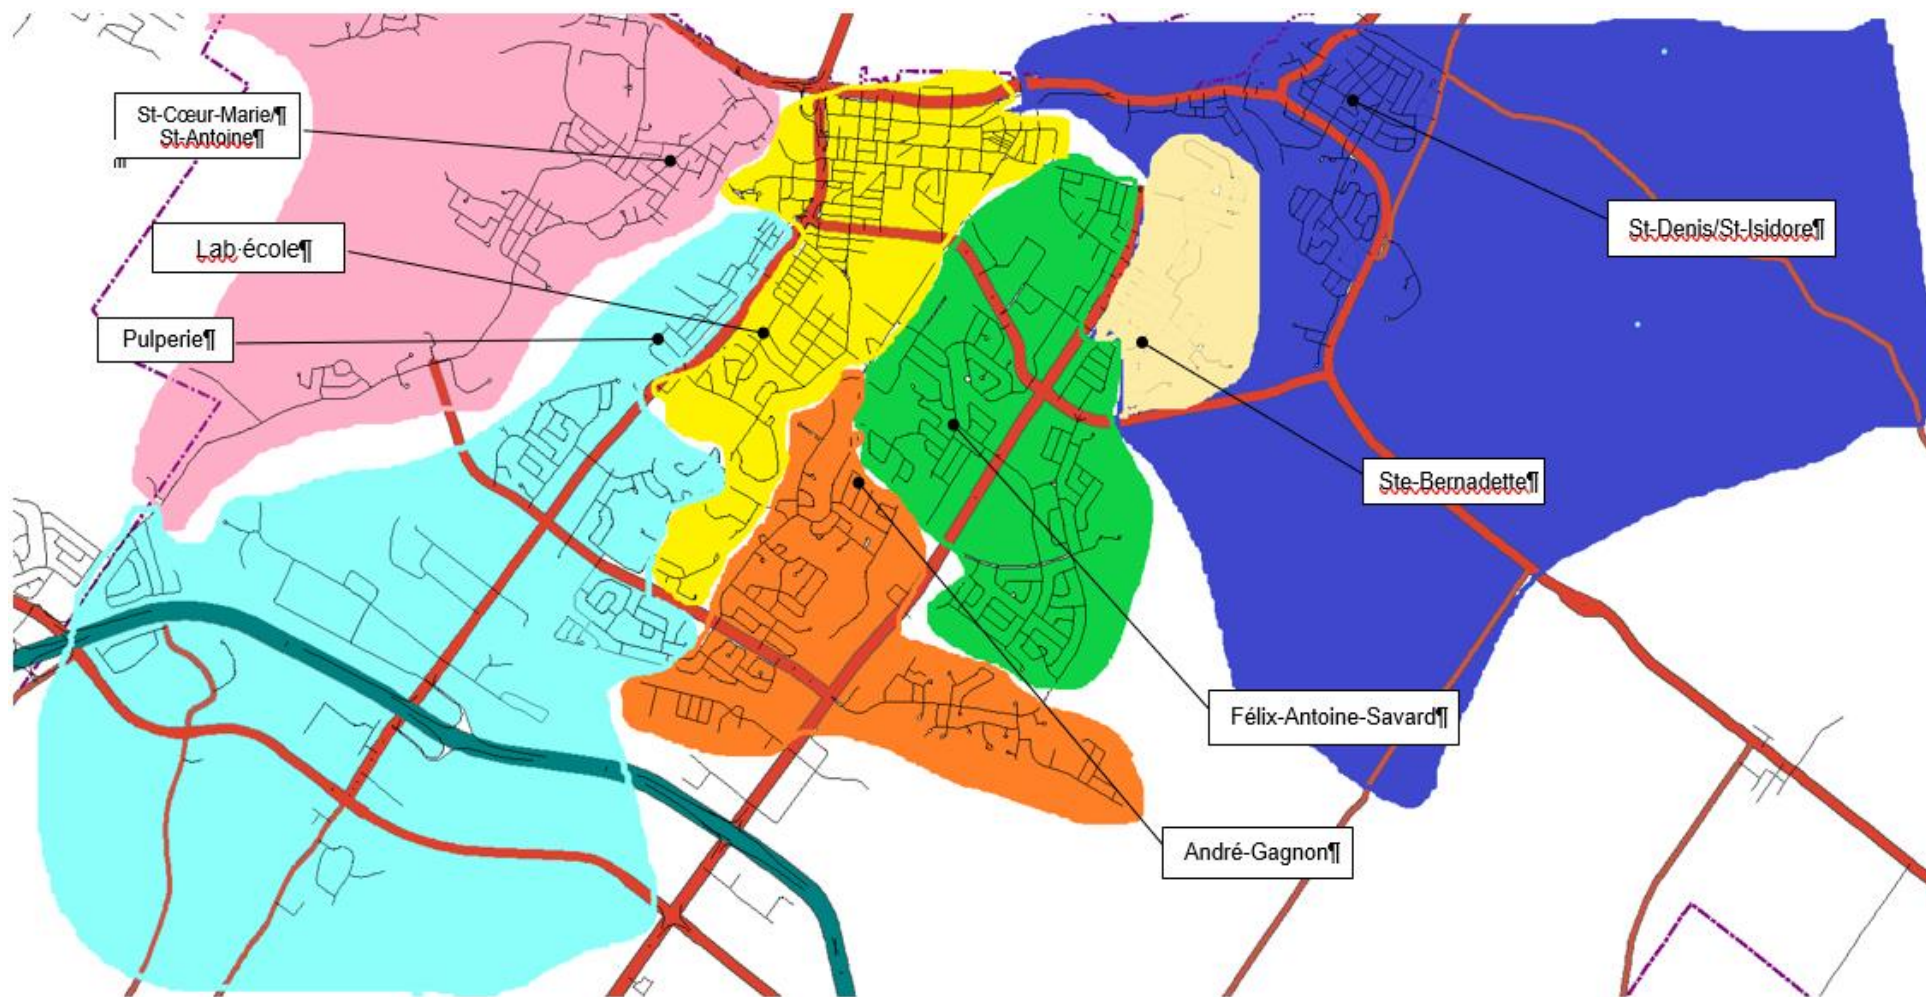 St-Cœur-Marie/¶
St-Antoine¶
Lab·école¶
Pulperie¶
St-Denis/St-Isidore¶
Ste-Bernadette¶
Félix-Antoine-Savard¶
André-Gagnon¶